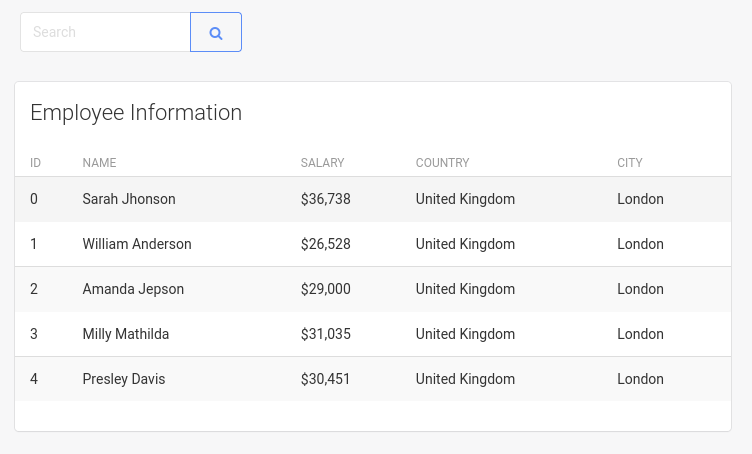 Search
Employee Information
ID NAME SALARY COUNTRY CITY
0 Sarah Jhonson $36,738 United Kingdom London
1 William Anderson $26,528 United Kingdom London
2 Amanda Jepson $29,000 United Kingdom London
3 Milly Mathilda $31,035 United Kingdom London
4 Presley Davis $30,451 United Kingdom London